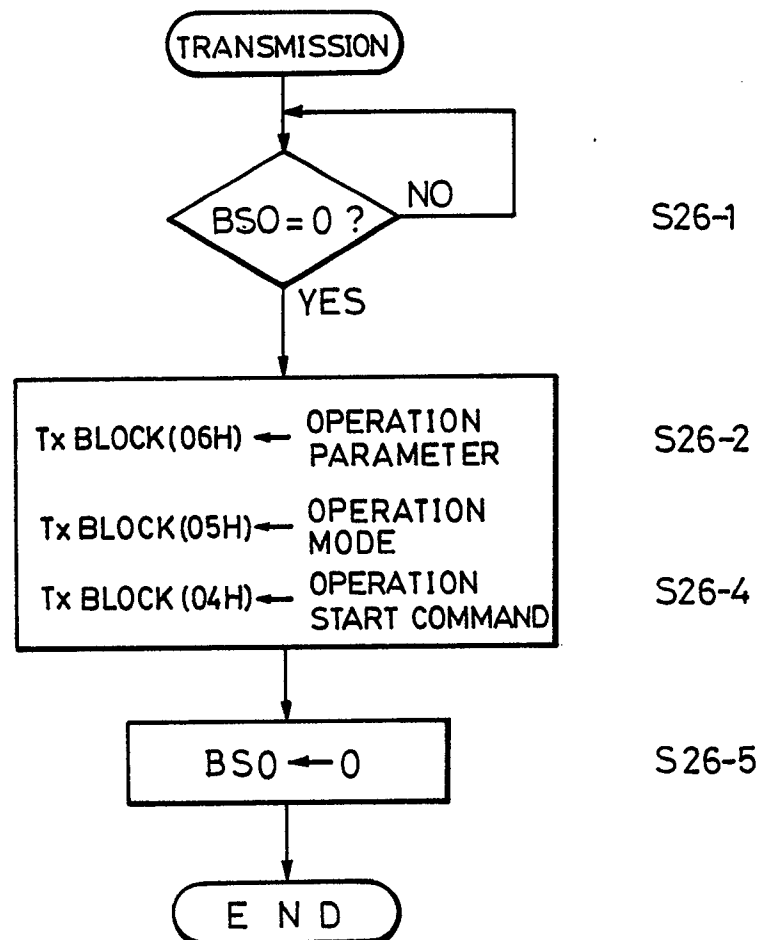 TRANSMISSION
NO
BSO = 0 ?
S26-1
YES
Tx BLOCK(06H) ← OPERATION
PARAMETER
S26-2
Tx BLOCK(05H) ← OPERATION
MODE
Tx BLOCK (04H) ← OPERATION
START COMMAND
S26-4
BSO ← 0
S26-5
END